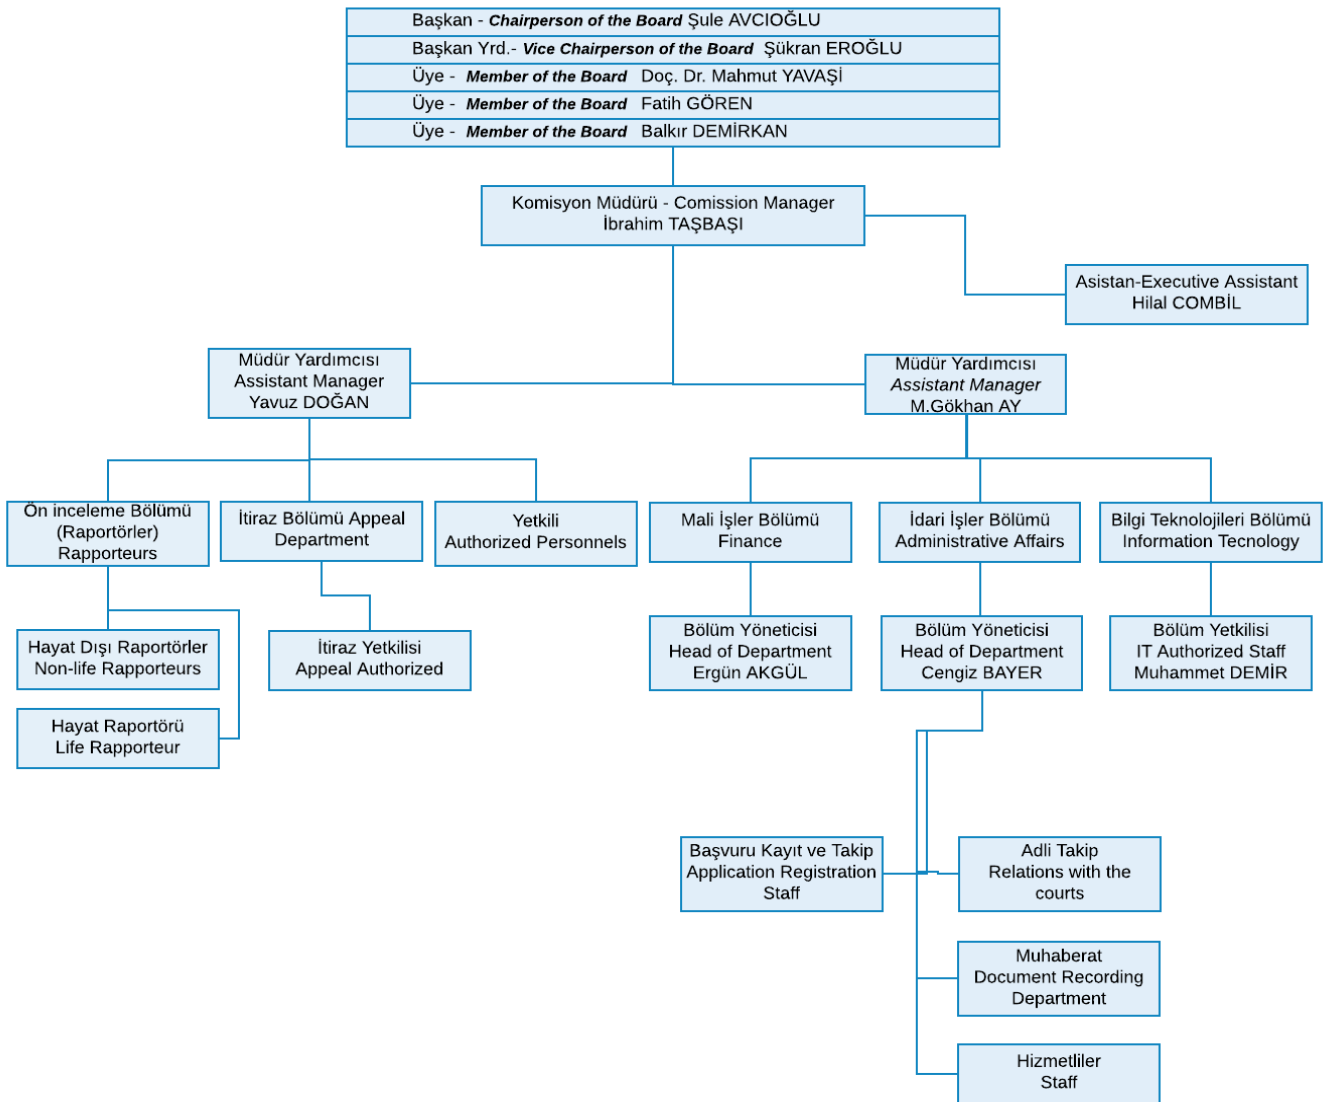 Başkan - Chairperson of the Board Şule AVCIOĞLU
Başkan Yrd.- Vice Chairperson of the Board Şükran EROĞLU
Üye - Member of the Board Doç. Dr. Mahmut YAVAŞİ
Üye - Member of the Board Fatih GÖREN
Üye - Member of the Board Balkır DEMİRKAN
Komisyon Müdürü - Comission Manager
İbrahim TAŞBAŞI
Asistan-Executive Assistant
Hilal COMBİL
Müdür Yardımcısı
Assistant Manager
Yavuz DOĞAN
Müdür Yardımcısı
Assistant Manager
M.Gökhan AY
Ön inceleme Bölümü
(Raportörler)
Rapporteurs
İtiraz Bölümü Appeal
Department
Yetkili
Authorized Personnels
Mali İşler Bölümü
Finance
İdari İşler Bölümü
Administrative Affairs
Bilgi Teknolojileri Bölümü
Information Tecnology
Hayat Dışı Raportörler
Non-life Rapporteurs
İtiraz Yetkilisi
Appeal Authorized
Bölüm Yöneticisi
Head of Department
Ergün AKGÜL
Bölüm Yöneticisi
Head of Department
Cengiz BAYER
Bölüm Yetkilisi
IT Authorized Staff
Muhammet DEMİR
Hayat Raportörü
Life Rapporteur
Başvuru Kayıt ve Takip
Application Registration
Staff
Adli Takip
Relations with the
courts
Muhaberat
Document Recording
Department
Hizmetliler
Staff